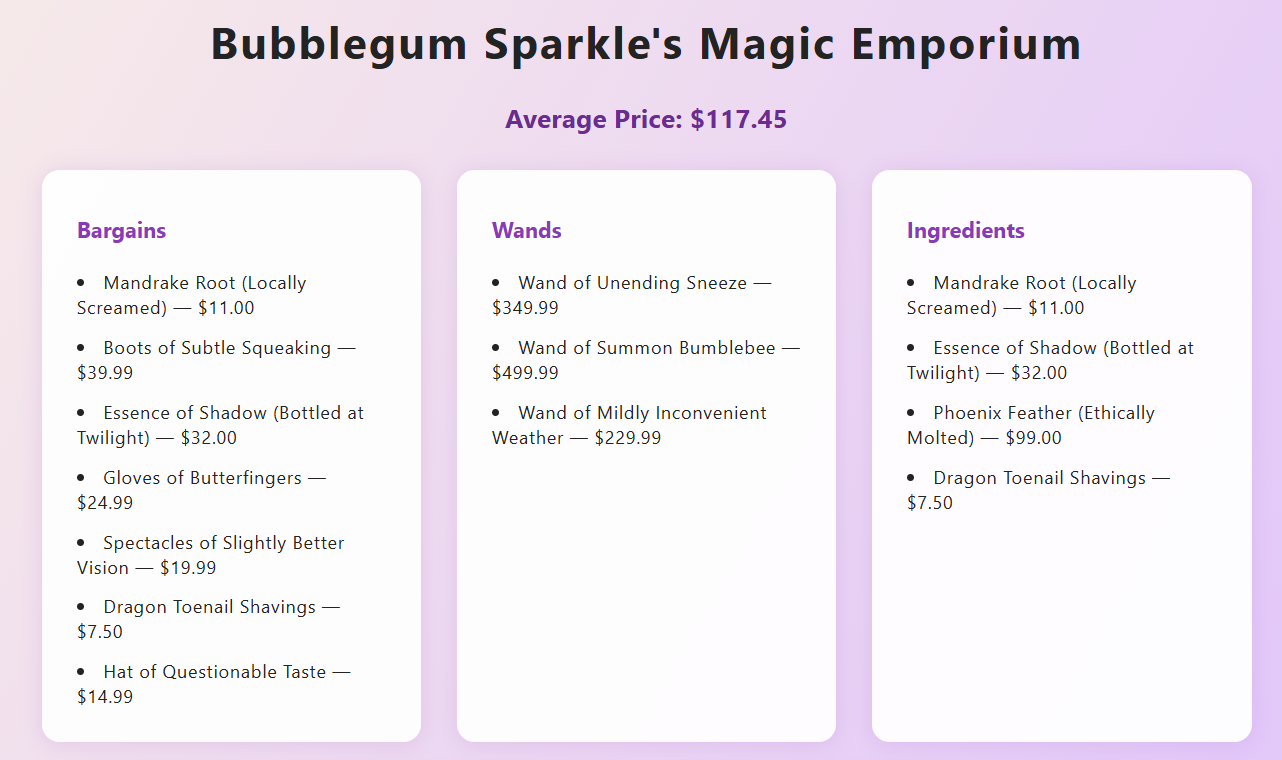 Bubblegum Sparkle's Magic Emporium
Average Price: $117.45
Bargains
• Mandrake Root (Locally
Screamed) — $11.00
• Boots of Subtle Squeaking —
$39.99
• Essence of Shadow (Bottled at
Twilight) — $32.00
• Gloves of Butterfingers —
$24.99
• Spectacles of Slightly Better
Vision — $19.99
• Dragon Toenail Shavings —
$7.50
• Hat of Questionable Taste —
$14.99
Wands
• Wand of Unending Sneeze —
$349.99
• Wand of Summon Bumblebee —
$499.99
• Wand of Mildly Inconvenient
Weather — $229.99
Ingredients
• Mandrake Root (Locally
Screamed) — $11.00
• Essence of Shadow (Bottled at
Twilight) — $32.00
• Phoenix Feather (Ethically
Molted) — $99.00
• Dragon Toenail Shavings —
$7.50